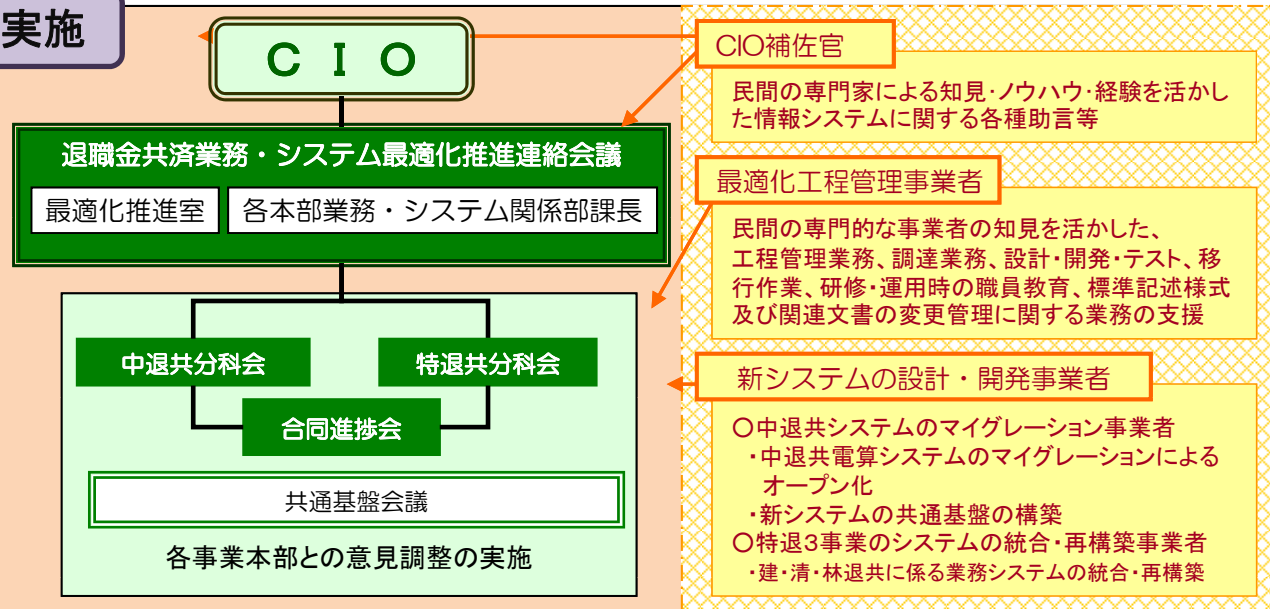 実施
ＣＩＯ
退職金共済業務・システム最適化推進連絡会議
最適化推進室
各本部業務・システム関係部課長
中退共分科会
特退共分科会
合同進捗会
共通基盤会議
各事業本部との意見調整の実施
CIO補佐官
民間の専門家による知見･ノウハウ･経験を活かし
た情報システムに関する各種助言等
最適化工程管理事業者
民間の専門的な事業者の知見を活かした、
工程管理業務、調達業務、設計･開発･テスト、移
行作業、研修･運用時の職員教育、標準記述様式
及び関連文書の変更管理に関する業務の支援
新システムの設計・開発事業者
○中退共システムのマイグレーション事業者
・中退共電算システムのマイグレーションによる
オープン化
・新システムの共通基盤の構築
○特退3事業のシステムの統合・再構築事業者
・建・清・林退共に係る業務システムの統合・再構築